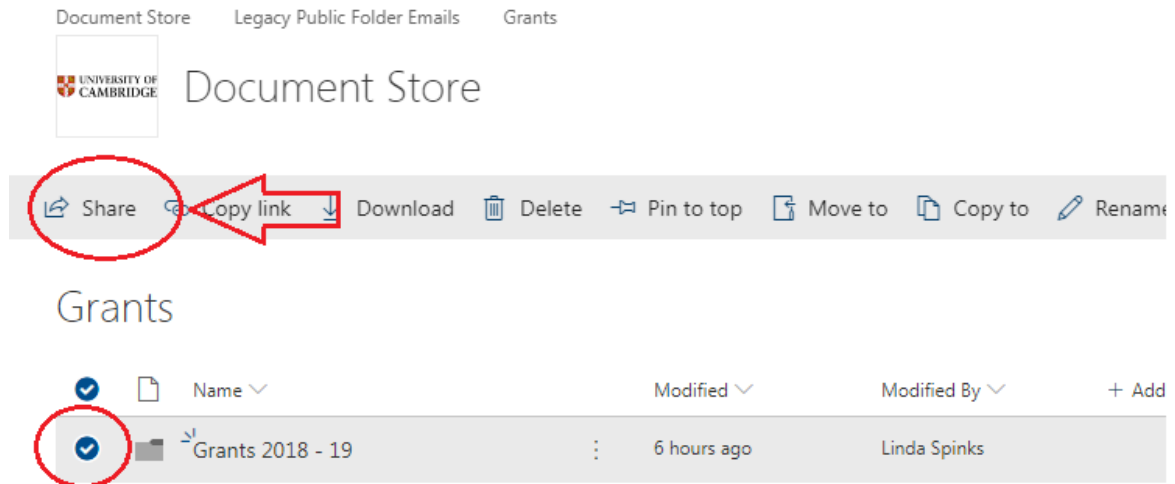 Document Store Legacy Public Folder Emails Grants
UNIVERSITY OF
CAMBRIDGE
Document Store
Share Copy link Download Delete Pin to top Move to Copy to Rename
Grants
Name Modified Modified By + Add
Grants 2018 - 19 6 hours ago Linda Spinks